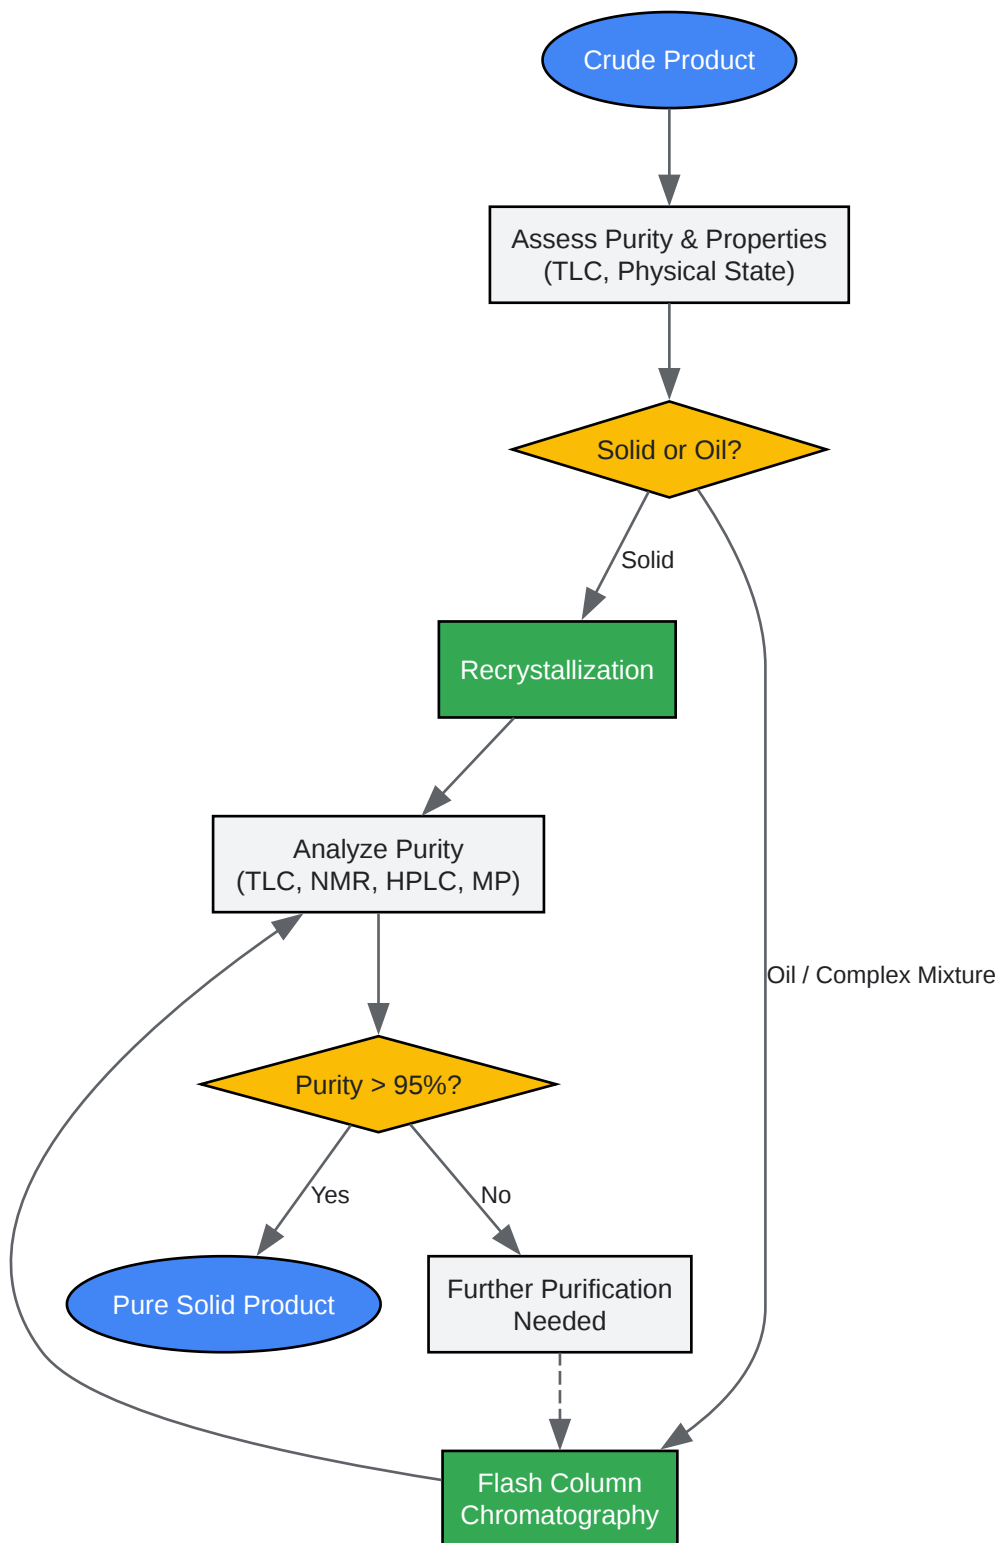 Crude Product
Assess Purity & Properties
(TLC, Physical State)
Solid or Oil?
Solid
Recrystallization
Analyze Purity
(TLC, NMR, HPLC, MP)
Oil / Complex Mixture
Purity > 95%?
Yes
No
Pure Solid Product
Further Purification
Needed
Flash Column
Chromatography